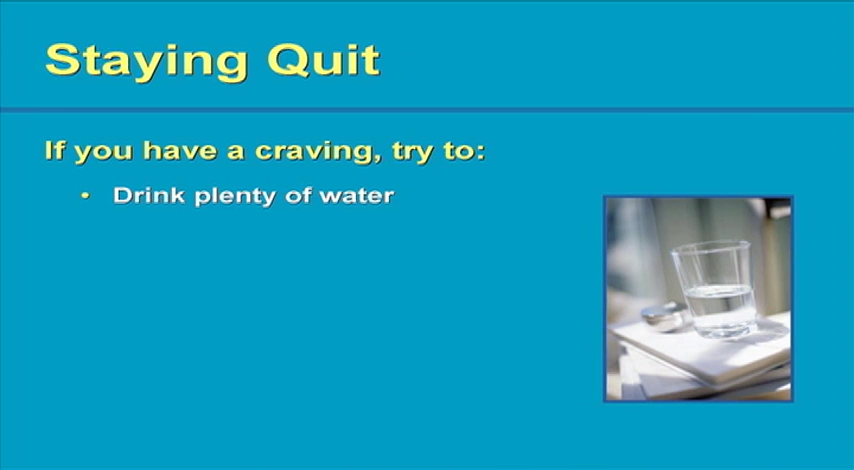 Staying Quit
If you have a craving, try to:
• Drink plenty of water